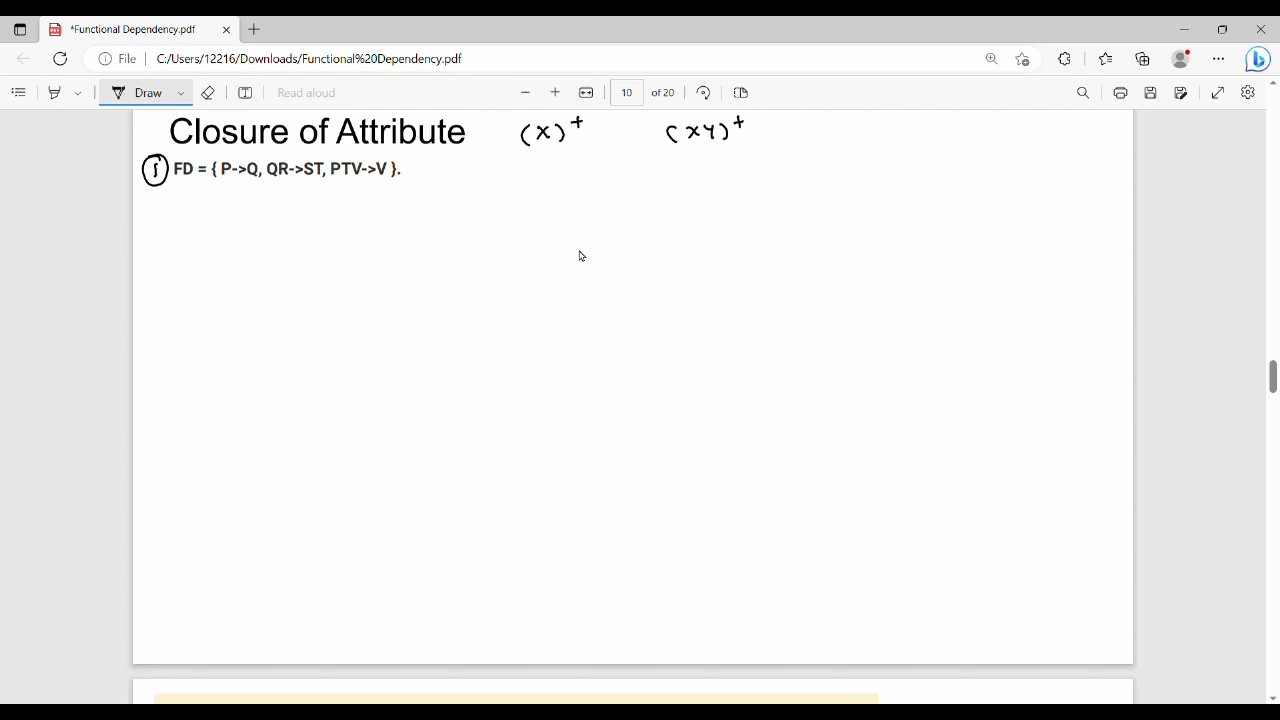 *Functional Dependency.pdf
File C:/Users/12216/Downloads/Functional%20Dependency.pdf
Draw Read aloud 10 of 20
Closure of Attribute (x)⁺ (xy)⁺
FD = { P->Q, QR->ST, PTV->V }.